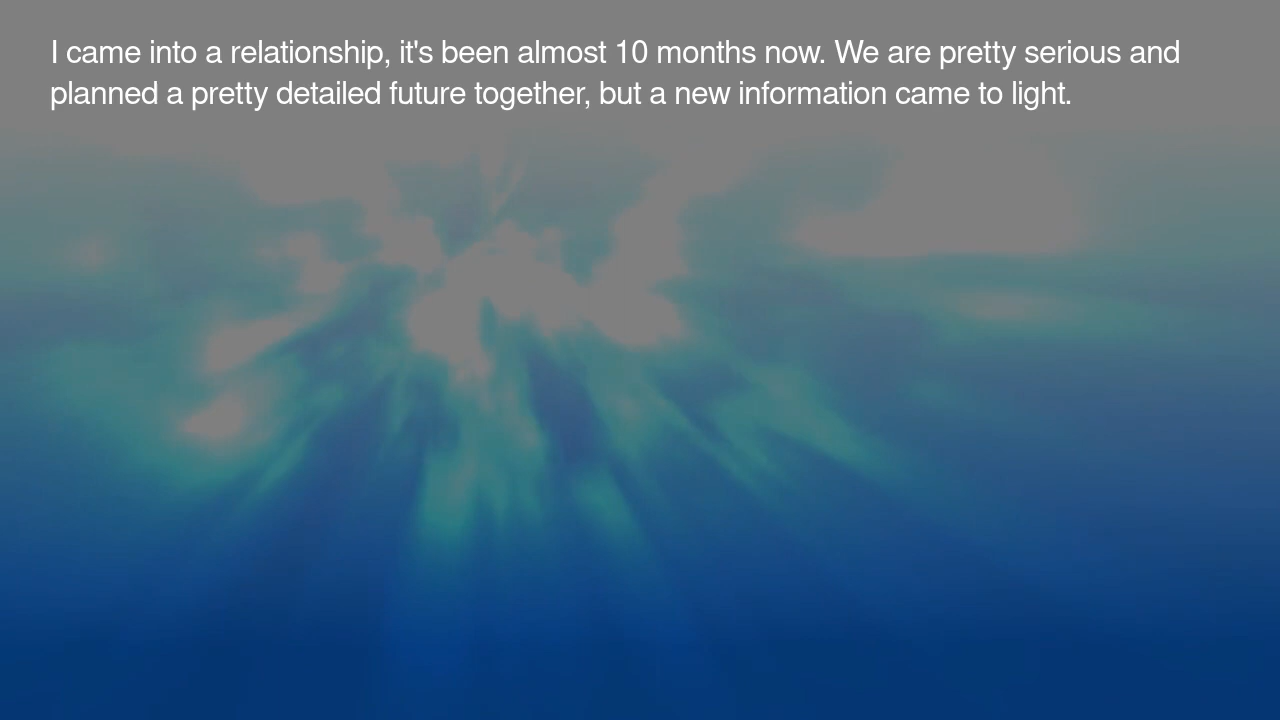 I came into a relationship, it's been almost 10 months now. We are pretty serious and
planned a pretty detailed future together, but a new information came to light.